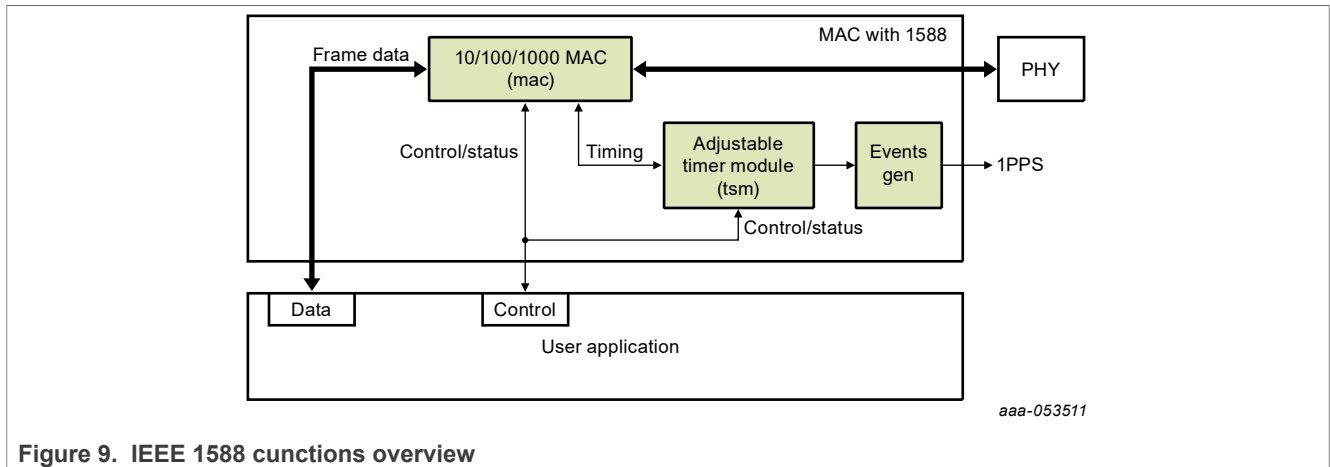 MAC with 1588
Frame data
10/100/1000 MAC
(mac)
PHY
Control/status
Timing
Adjustable
timer module
(tsm)
Events
gen
1PPS
Control/status
Data
Control
User application
aaa-053511
Figure 9. IEEE 1588 cunctions overview